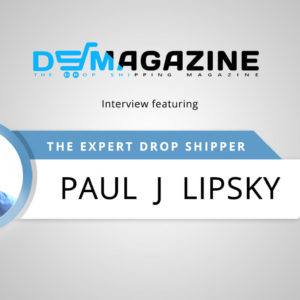 DSMAGAZINE
THE DROP SHIPPING MAGAZINE
Interview featuring
THE EXPERT DROP SHIPPER
PAUL J LIPSKY